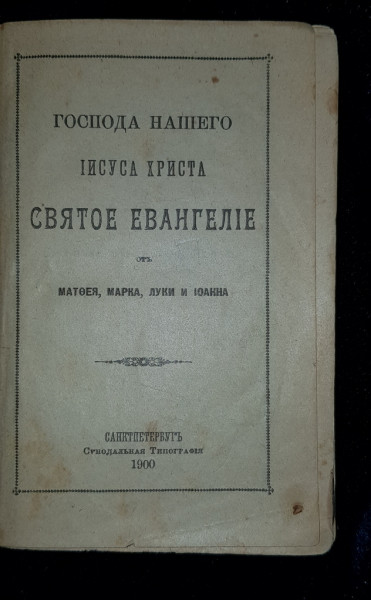 ГОСПОДА НАШЕГО
ІИСУСА ХРИСТА
СВЯТОЕ ЕВАНГЕЛІЕ
отъ
МАТѲЕЯ, МАРКА, ЛУКИ И ІОАННА
САНКТПЕТЕРБУРГЪ
Сѵнодальная Типографія
1900